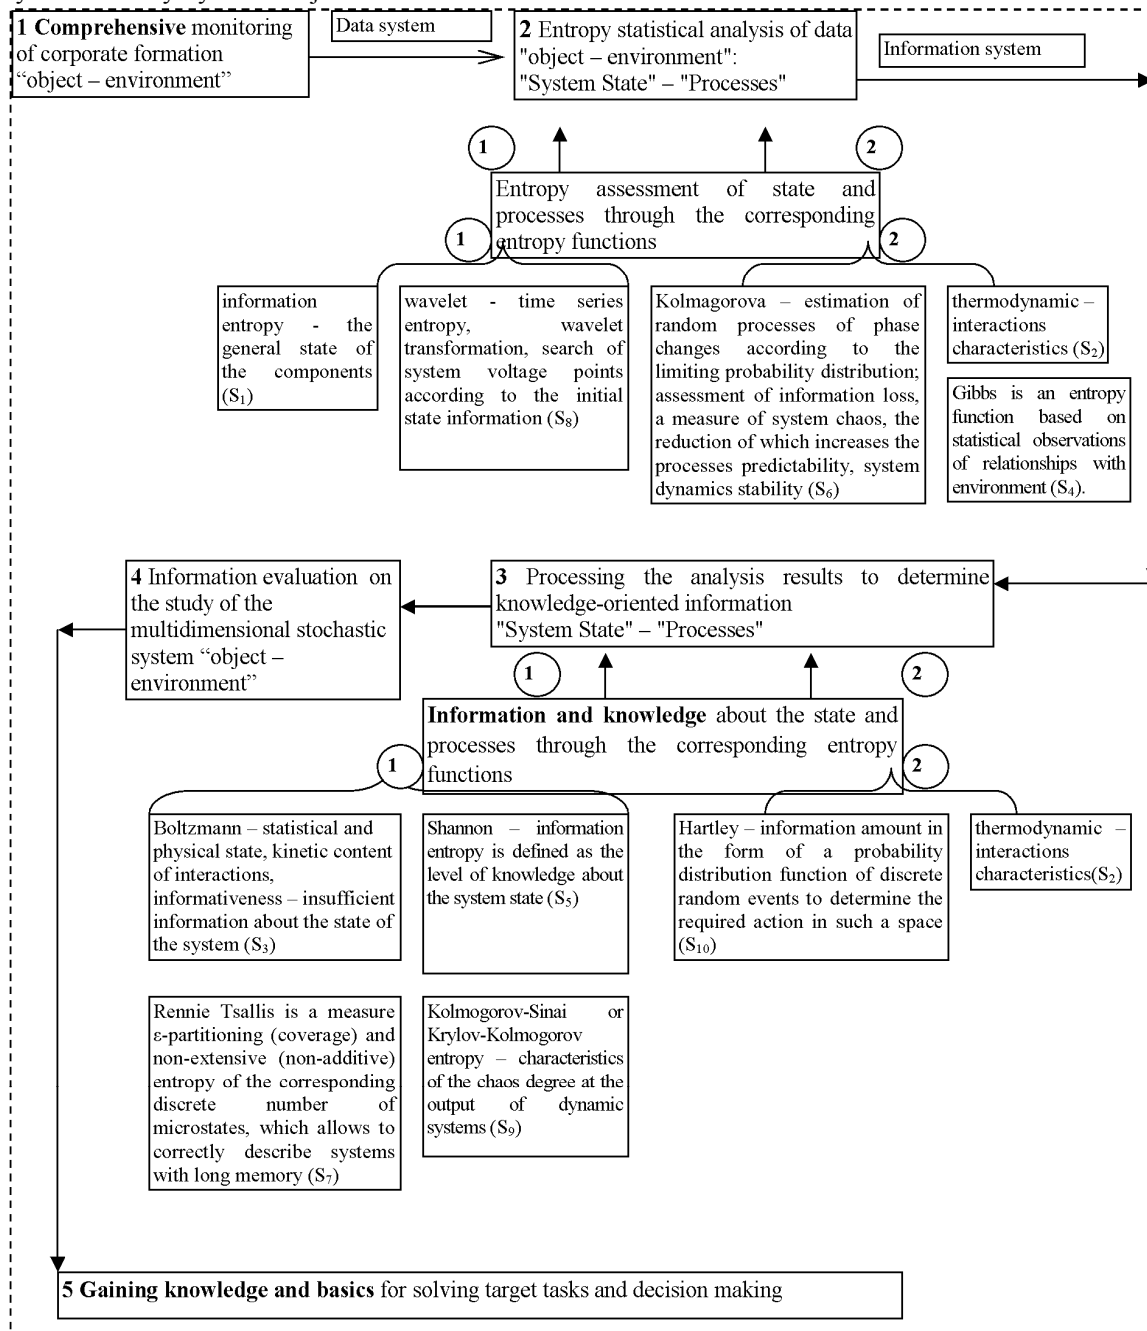 1 Comprehensive monitoring
of corporate formation
“object – environment”
Data system
2 Entropy statistical analysis of data
"object – environment":
"System State" – "Processes"
Information system
1
2
Entropy assessment of state and
processes through the corresponding
entropy functions
1
2
information
entropy - the
general state of
the components
(S1)
wavelet - time series
entropy, wavelet
transformation, search of
system voltage points
according to the initial
state information (S8)
Kolmagorova – estimation of
random processes of phase
changes according to the
limiting probability distribution;
assessment of information loss,
a measure of system chaos, the
reduction of which increases the
processes predictability, system
dynamics stability (S6)
thermodynamic –
interactions
characteristics (S2)
Gibbs is an entropy
function based on
statistical observations
of relationships with
environment (S4).
4 Information evaluation on
the study of the
multidimensional stochastic
system “object –
environment”
3 Processing the analysis results to determine
knowledge-oriented information
"System State" – "Processes"
1
2
Information and knowledge about the state and
processes through the corresponding entropy
functions
1
2
Boltzmann – statistical and
physical state, kinetic content
of interactions,
informativeness – insufficient
information about the state of
the system (S3)
Shannon – information
entropy is defined as the
level of knowledge about
the system state (S5)
Hartley – information amount in
the form of a probability
distribution function of discrete
random events to determine the
required action in such a space
(S10)
thermodynamic –
interactions
characteristics(S2)
Rennie Tsallis is a measure
ε-partitioning (coverage) and
non-extensive (non-additive)
entropy of the corresponding
discrete number of
microstates, which allows to
correctly describe systems
with long memory (S7)
Kolmogorov-Sinai or
Krylov-Kolmogorov
entropy – characteristics
of the chaos degree at the
output of dynamic
systems (S9)
5 Gaining knowledge and basics for solving target tasks and decision making